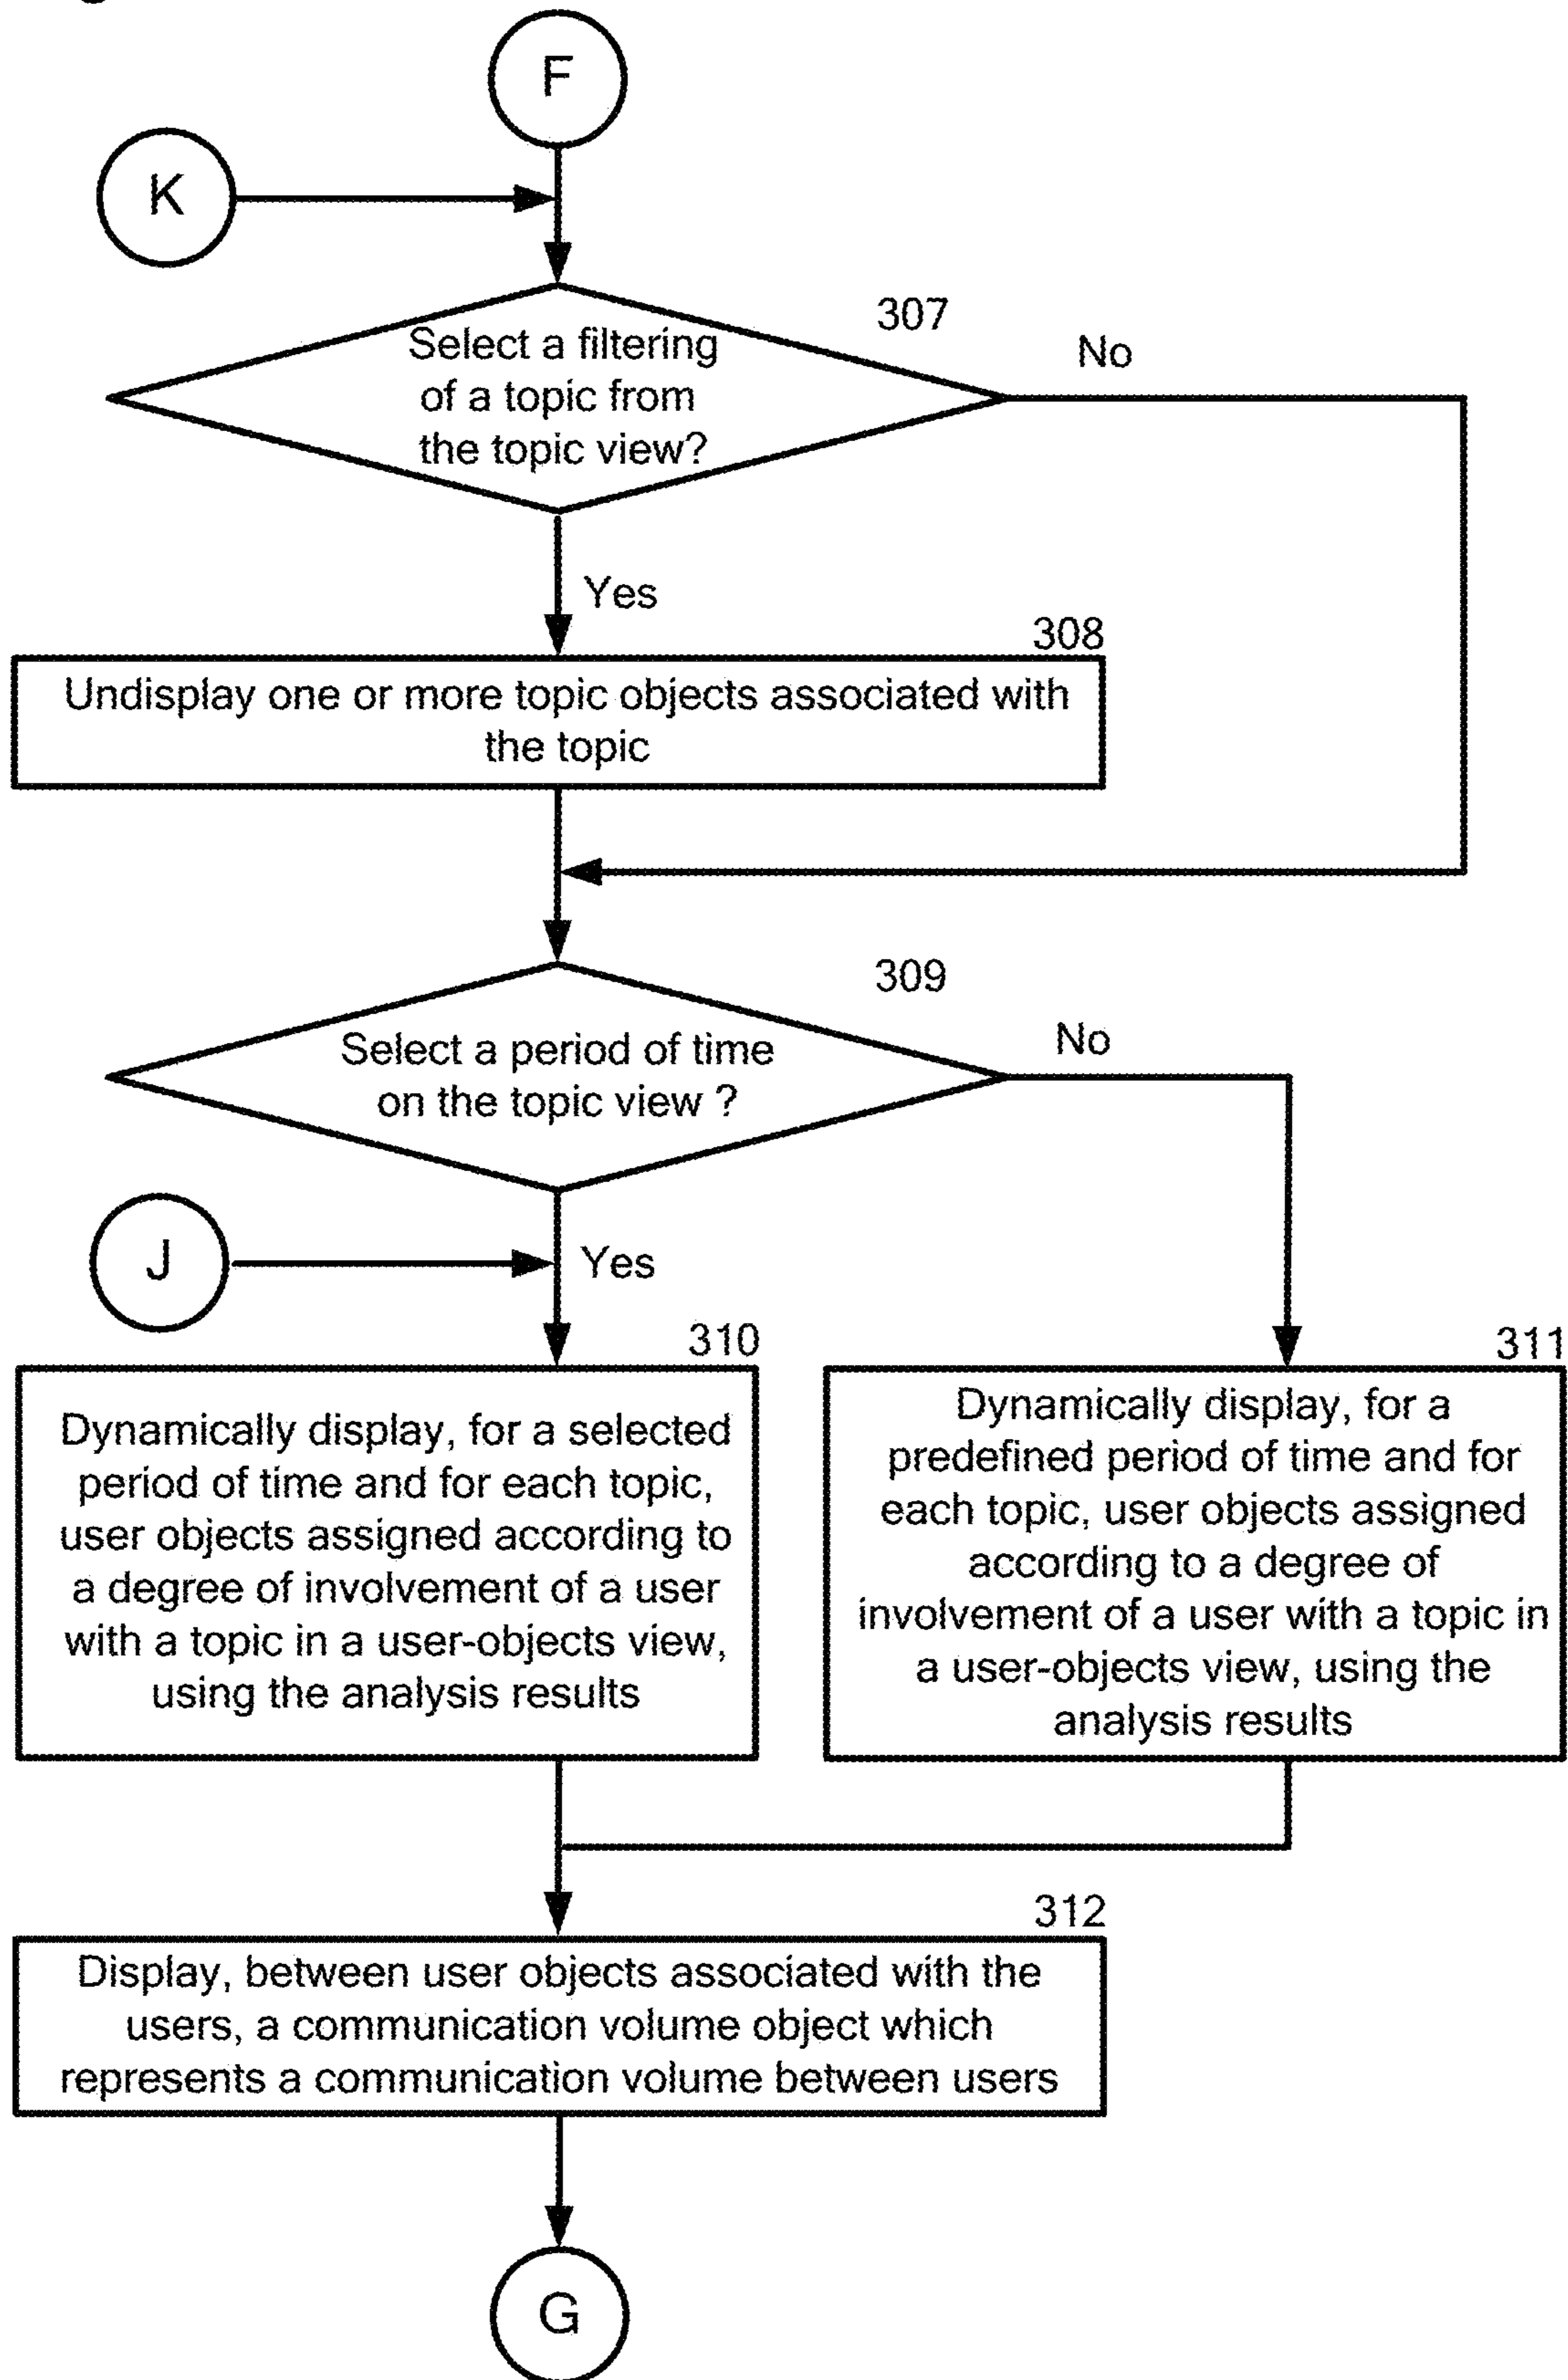 F
K
307
No
Select a filtering
of a topic from
the topic view?
Yes
308
Undisplay one or more topic objects associated with
the topic
309
No
Select a period of time
on the topic view ?
J
Yes
310
311
Dynamically display, for a selected
period of time and for each topic,
user objects assigned according to
a degree of involvement of a user
with a topic in a user-objects view,
using the analysis results
Dynamically display, for a
predefined period of time and for
each topic, user objects assigned
according to a degree of
involvement of a user with a topic in
a user-objects view, using the
analysis results
312
Display, between user objects associated with the
users, a communication volume object which
represents a communication volume between users
G